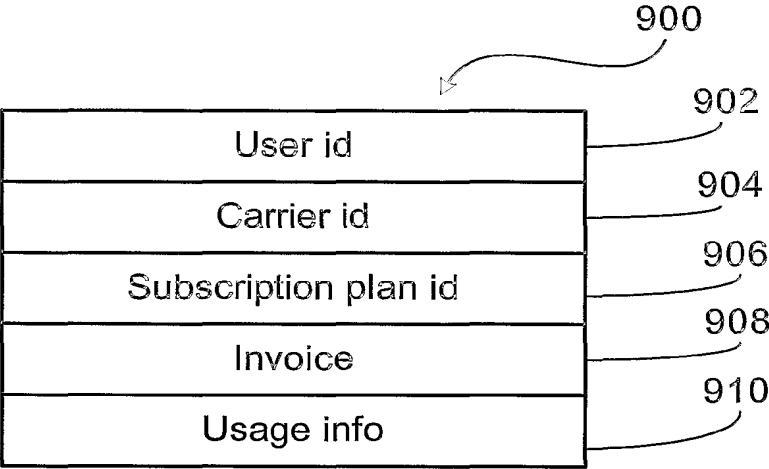 900
User id
902
Carrier id
904
Subscription plan id
906
Invoice
908
Usage info
910